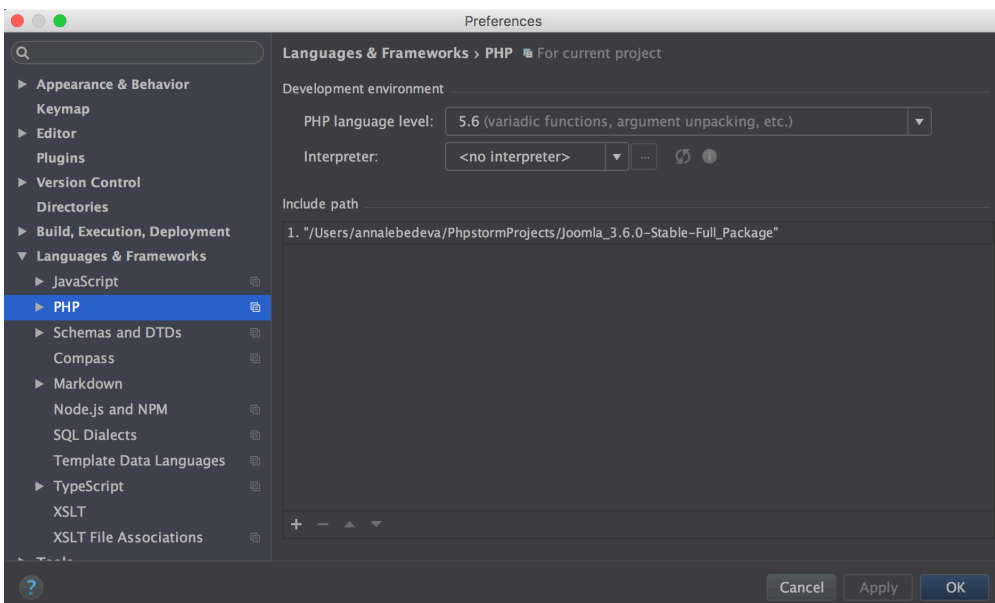 Preferences
Appearance & Behavior
Keymap
Editor
Plugins
Version Control
Directories
Build, Execution, Deployment
Languages & Frameworks
JavaScript
PHP
Schemas and DTDs
Compass
Markdown
Node.js and NPM
SQL Dialects
Template Data Languages
TypeScript
XSLT
XSLT File Associations
Tools
Languages & Frameworks › PHP For current project
Development environment
PHP language level: 5.6 (variadic functions, argument unpacking, etc.)
Interpreter: <no interpreter> ...
Include path
1. "/Users/annalebedeva/PhpstormProjects/Joomla_3.6.0-Stable-Full_Package"
? Cancel Apply OK